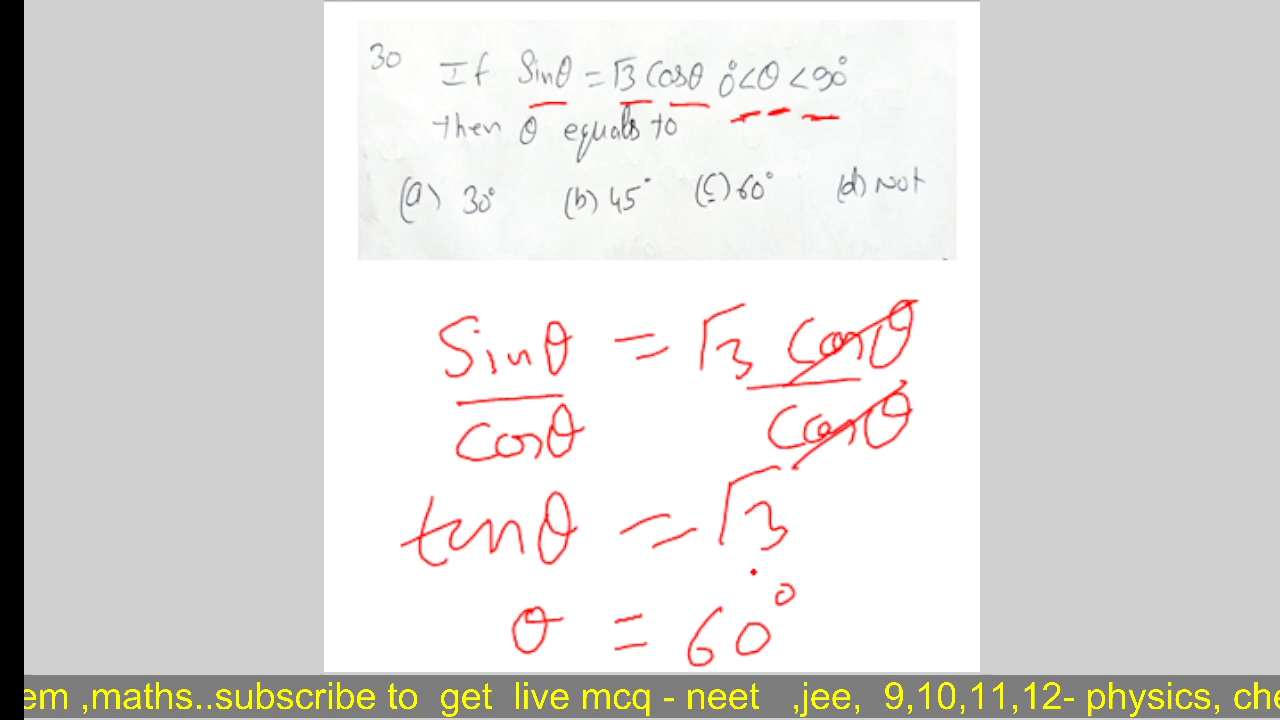 30 If Sinθ = √3 Cosθ 0°<θ<90°
then θ equals to
(a) 30° (b) 45° (c) 60° (d) Not
Sinθ/cosθ = √3 cosθ/cosθ
tanθ = √3
θ = 60°
em ,maths..subscribe to get live mcq - neet ,jee, 9,10,11,12- physics, che